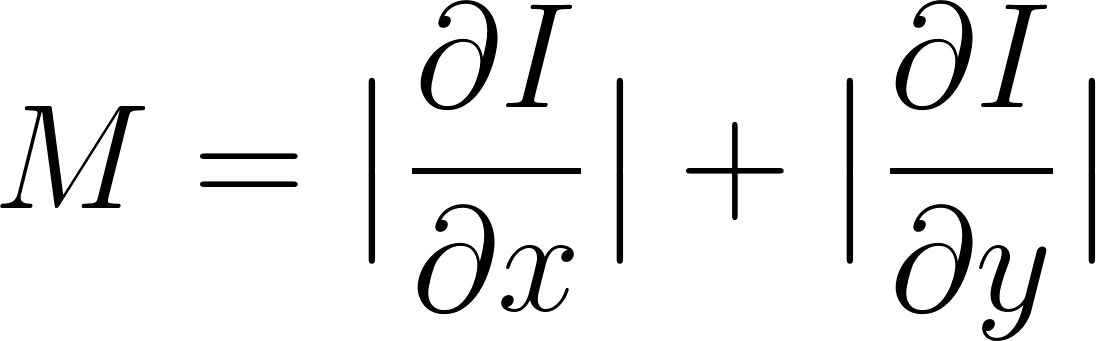 M = |∂I/∂x| + |∂I/∂y|